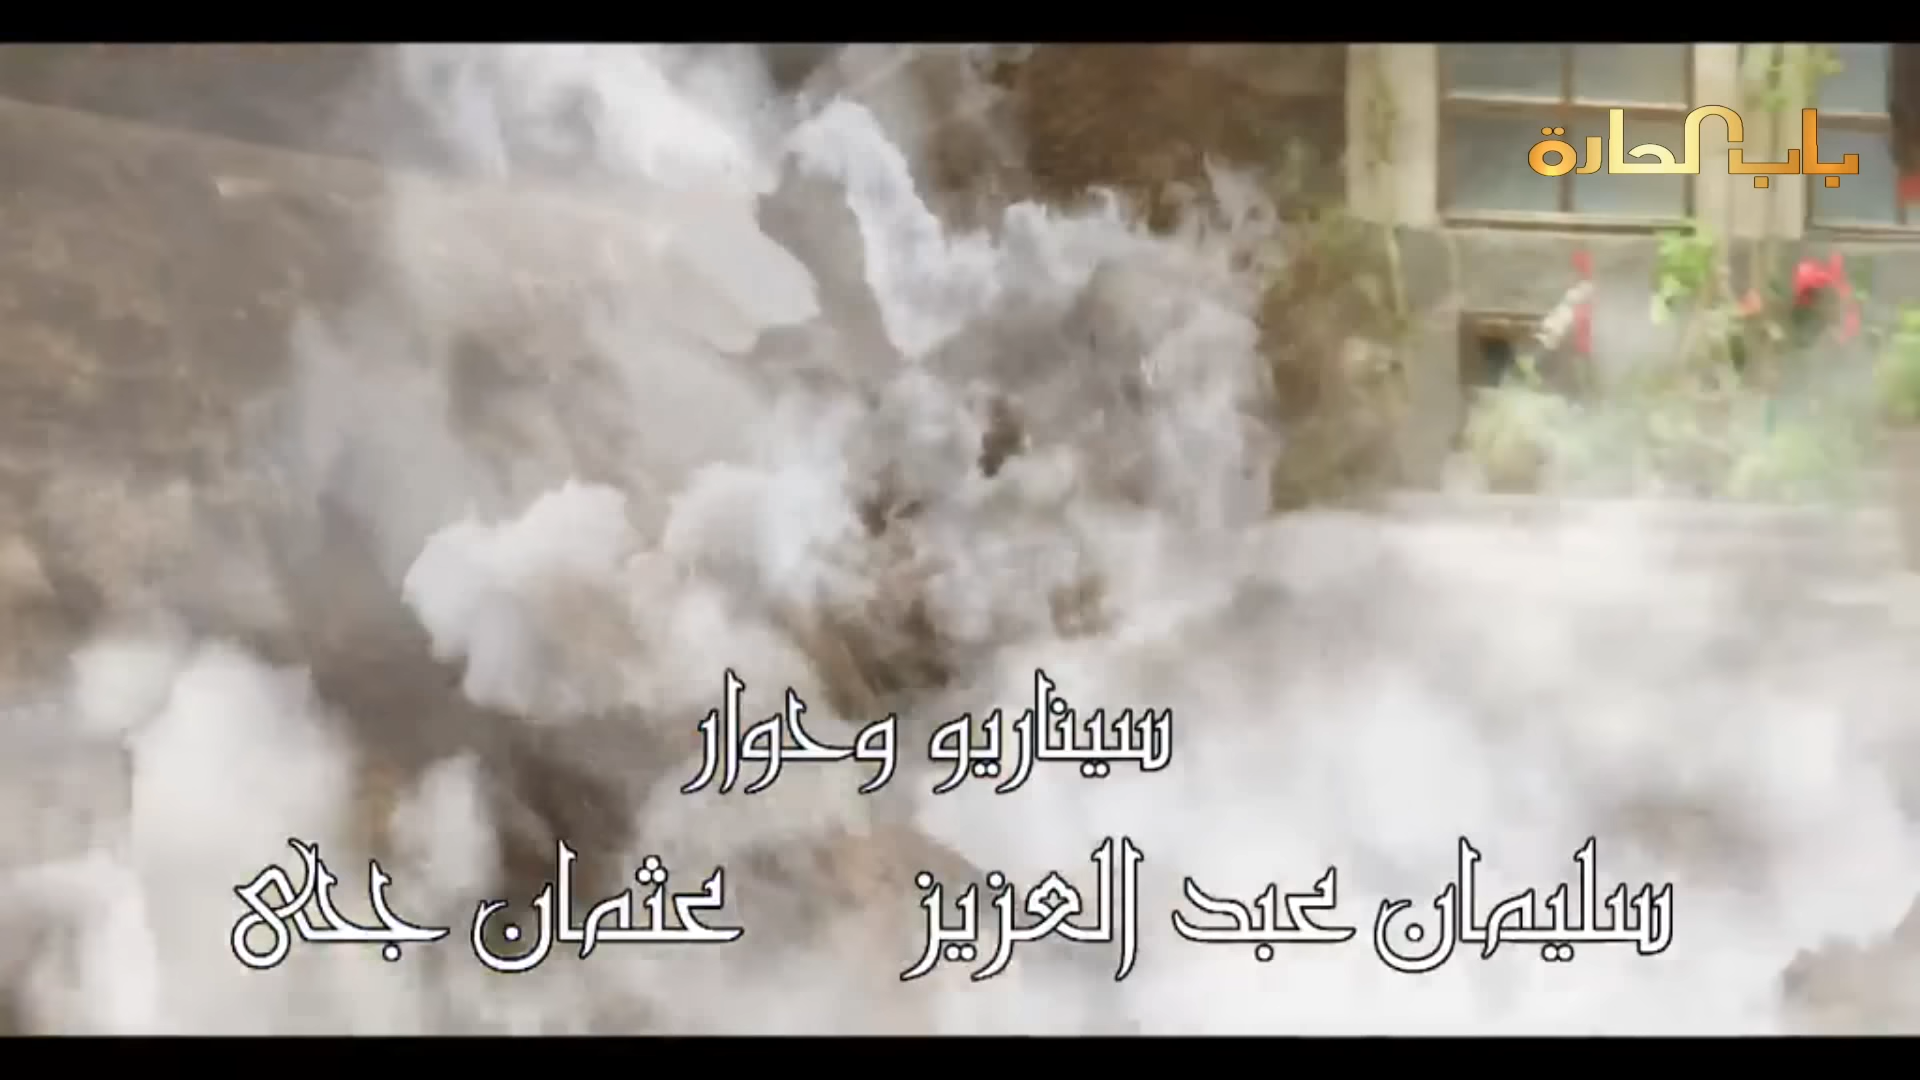 باب الحارة
سيناريو وحوار
سليمان عبد العزيز عثمان جحى